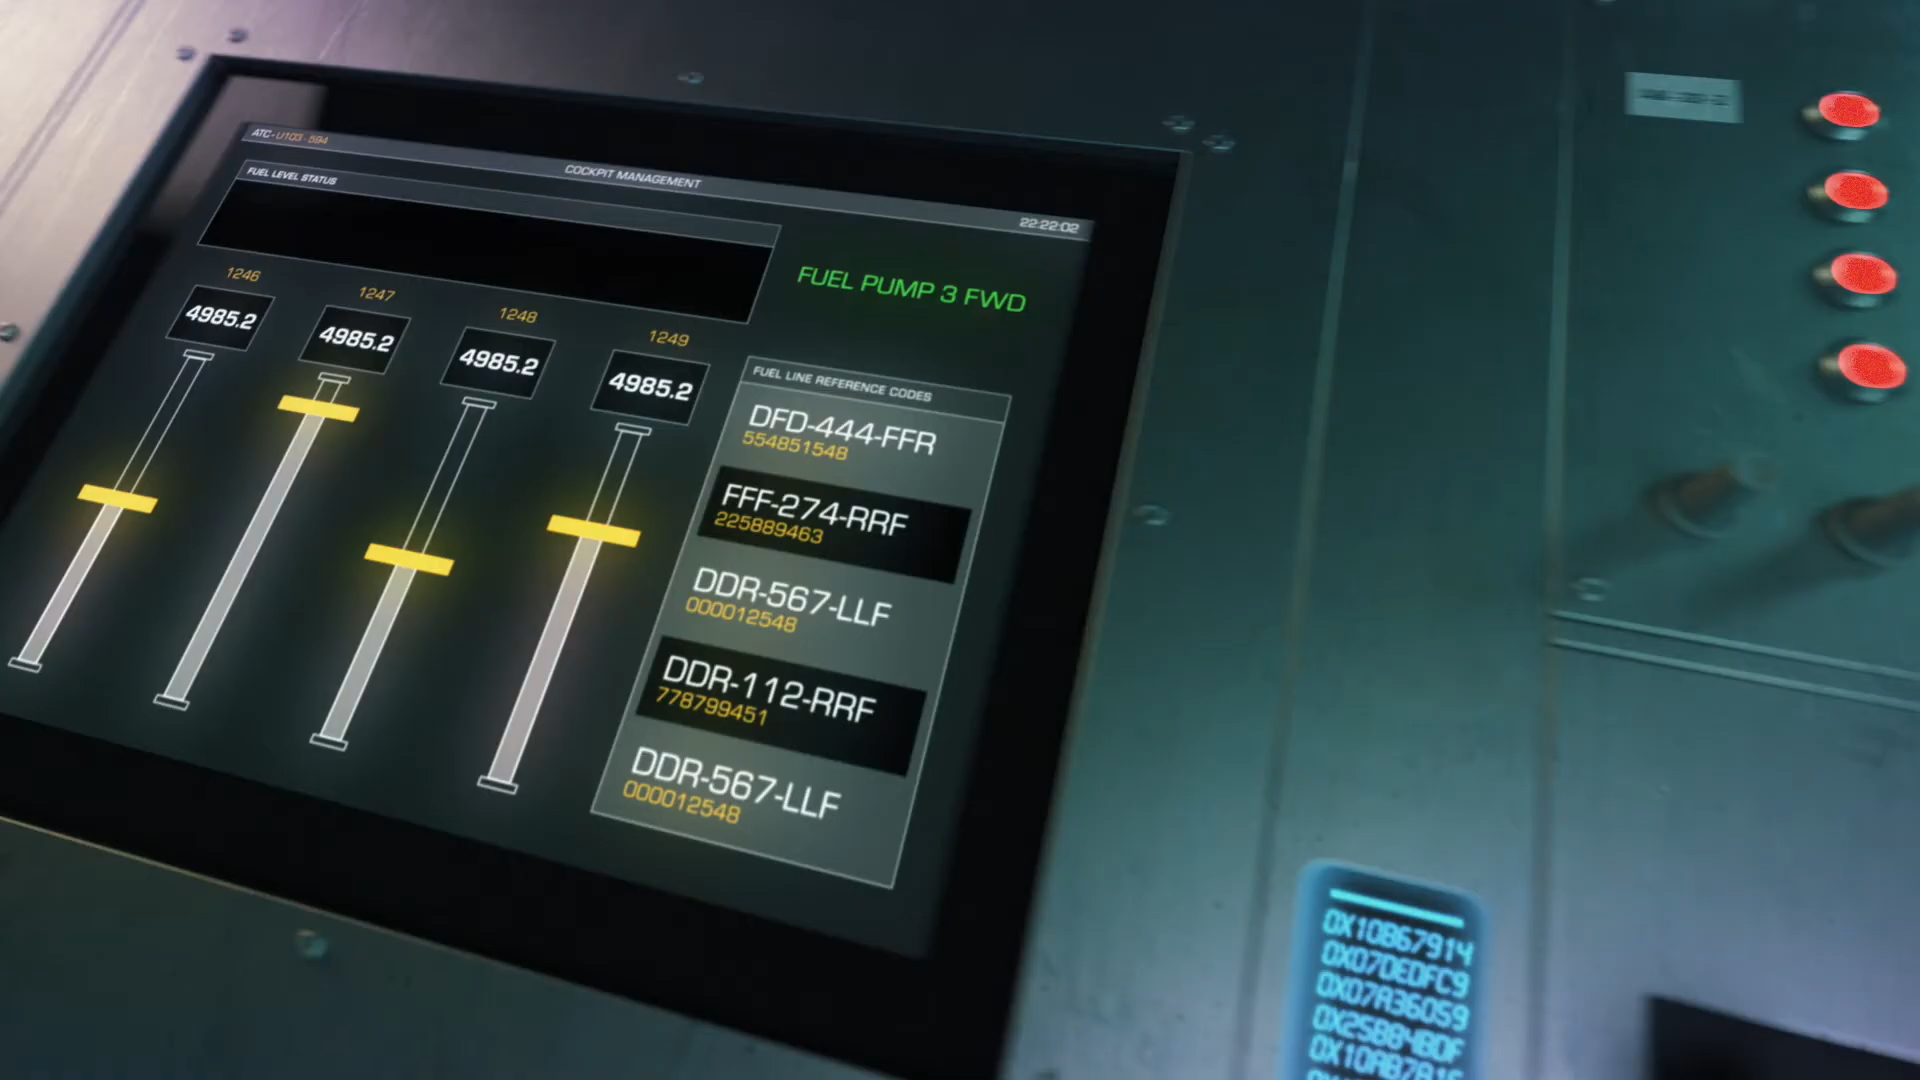 ATC - U103 - 594
COCKPIT MANAGEMENT
22:22:02
FUEL LEVEL STATUS
FUEL PUMP 3 FWD
1246
1247
1248
1249
4985.2
4985.2
4985.2
4985.2
FUEL LINE REFERENCE CODES
DFD-444-FFR
554851548
FFF-274-RRF
225889463
DDR-567-LLF
000012548
DDR-112-RRF
778799451
DDR-567-LLF
000012548
0X10B67914
0X07DEDFC9
0X07A36059
0X25B84BDF